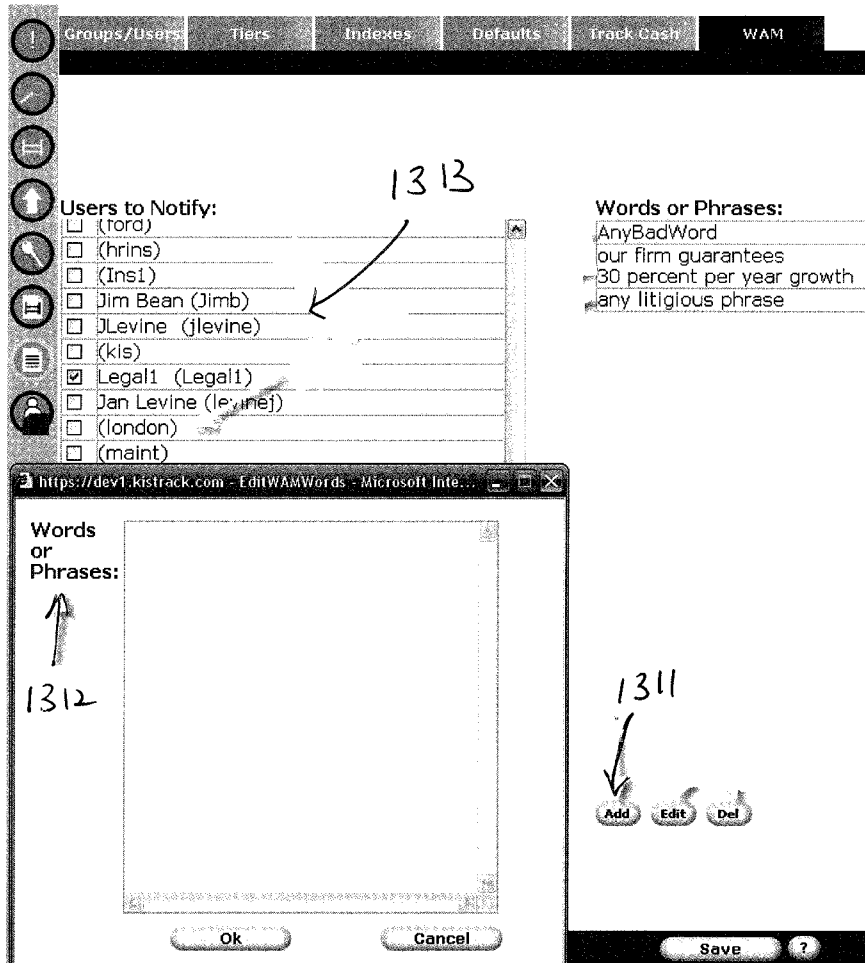 Groups/Users Tiers Indexes Defaults Track Cash WAM
1313
Users to Notify:
(ford)
(hrins)
(Ins1)
Jim Bean (Jimb)
JLevine (jlevine)
(kis)
Legal1 (Legal1)
Jan Levine (levinej)
(london)
(maint)
Words or Phrases:
AnyBadWord
our firm guarantees
30 percent per year growth
any litigious phrase
https://dev1.kistrack.com - EditWAMWords - Microsoft Inte...
Words
or
Phrases:
1312
1311
Add Edit Del
Ok Cancel
Save ?